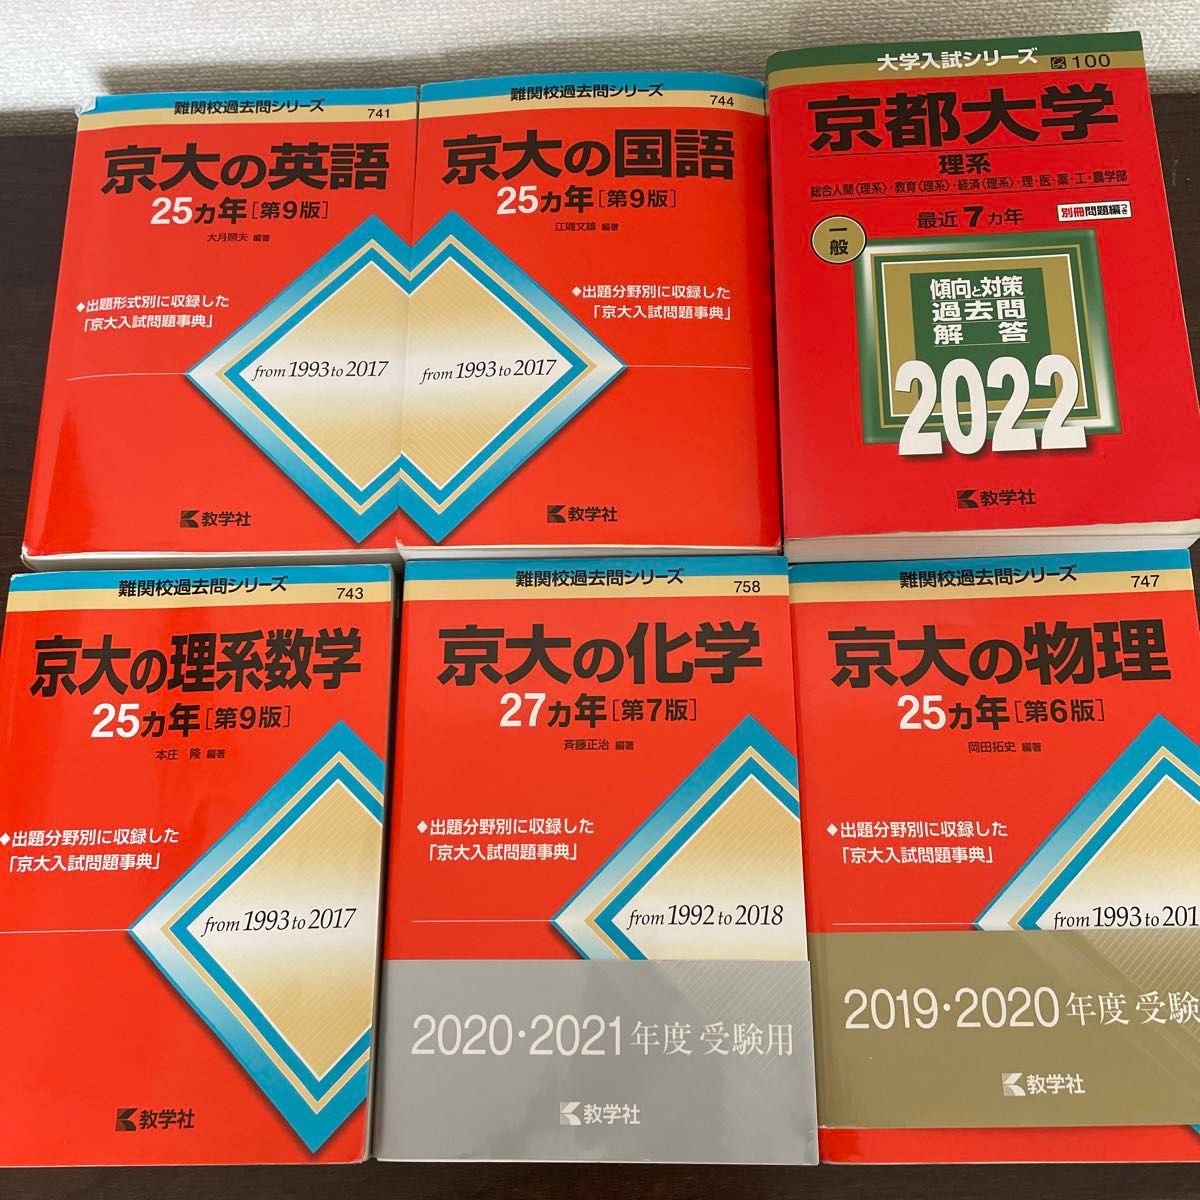 難関校過去問シリーズ
741
京大の英語
25ヵ年[第9版]
大月照夫 編著
◆出題形式別に収録した
「京大入試問題事典」
from 1993 to 2017
教学社
難関校過去問シリーズ
744
京大の国語
25ヵ年[第9版]
江端文雄 編著
◆出題分野別に収録した
「京大入試問題事典」
from 1993 to 2017
教学社
大学入試シリーズ
100
京都大学
理系
総合人間〈理系〉・教育〈理系〉・経済〈理系〉・理・医・薬・工・農学部
最近7ヵ年
別冊問題編つき
一般
傾向と対策
過去問
解答
2022
教学社
難関校過去問シリーズ
743
京大の理系数学
25ヵ年[第9版]
本庄 隆 編著
◆出題分野別に収録した
「京大入試問題事典」
from 1993 to 2017
教学社
難関校過去問シリーズ
758
京大の化学
27ヵ年[第7版]
斉藤正治 編著
◆出題分野別に収録した
「京大入試問題事典」
from 1992 to 2018
2020・2021年度 受験用
教学社
難関校過去問シリーズ
747
京大の物理
25ヵ年[第6版]
岡田拓史 編著
◆出題分野別に収録した
「京大入試問題事典」
from 1993 to 201
2019・2020年度 受験
教学社